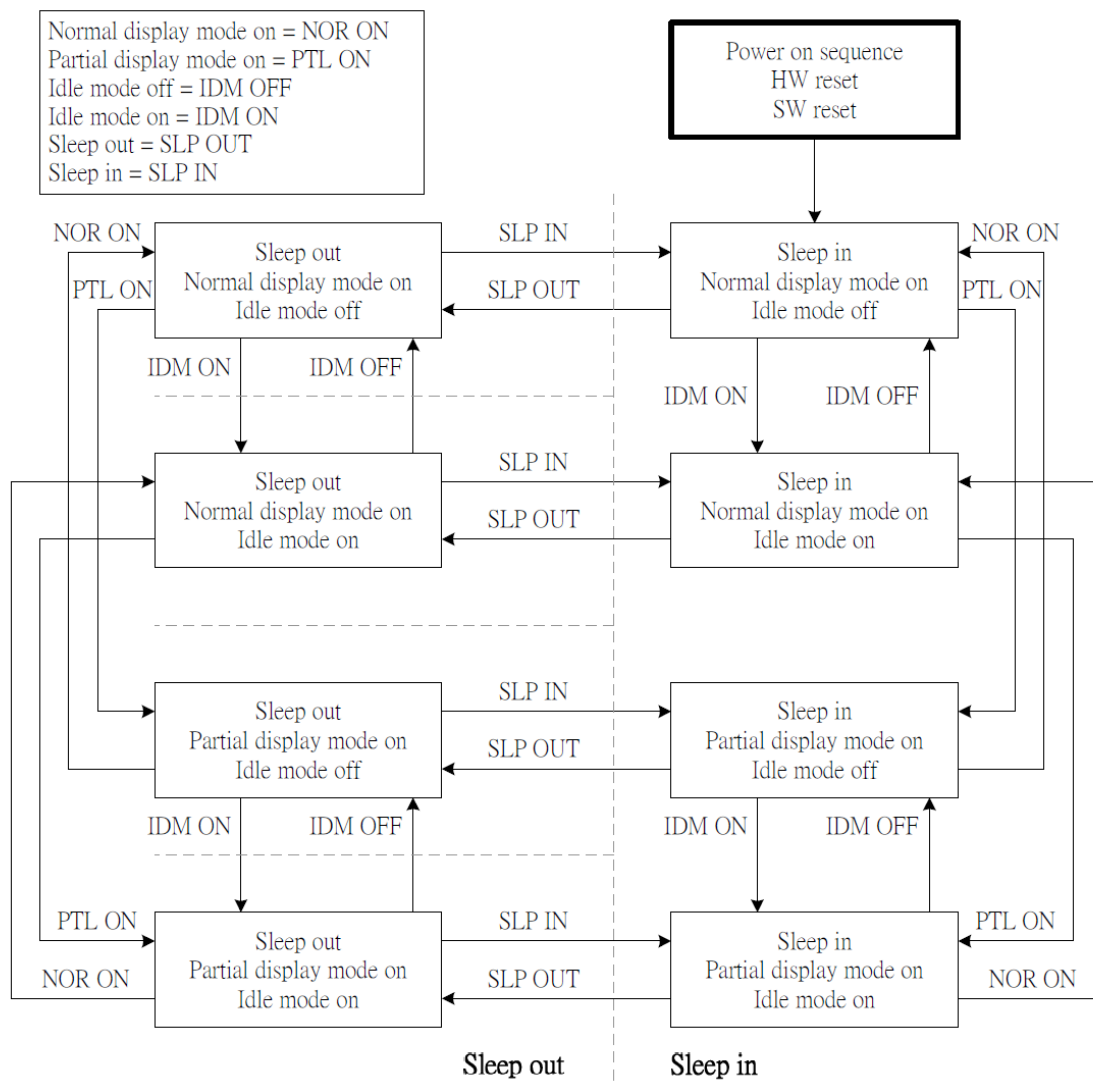 Normal display mode on = NOR ON
Partial display mode on = PTL ON
Idle mode off = IDM OFF
Idle mode on = IDM ON
Sleep out = SLP OUT
Sleep in = SLP IN
Power on sequence
HW reset
SW reset
NOR ON
PTL ON
Sleep out
Normal display mode on
Idle mode off
SLP IN
SLP OUT
Sleep in
Normal display mode on
Idle mode off
NOR ON
PTL ON
IDM ON
IDM OFF
IDM ON
IDM OFF
Sleep out
Normal display mode on
Idle mode on
SLP IN
SLP OUT
Sleep in
Normal display mode on
Idle mode on
Sleep out
Partial display mode on
Idle mode off
SLP IN
SLP OUT
Sleep in
Partial display mode on
Idle mode off
IDM ON
IDM OFF
IDM ON
IDM OFF
PTL ON
NOR ON
Sleep out
Partial display mode on
Idle mode on
SLP IN
SLP OUT
Sleep in
Partial display mode on
Idle mode on
PTL ON
NOR ON
Sleep out
Sleep in